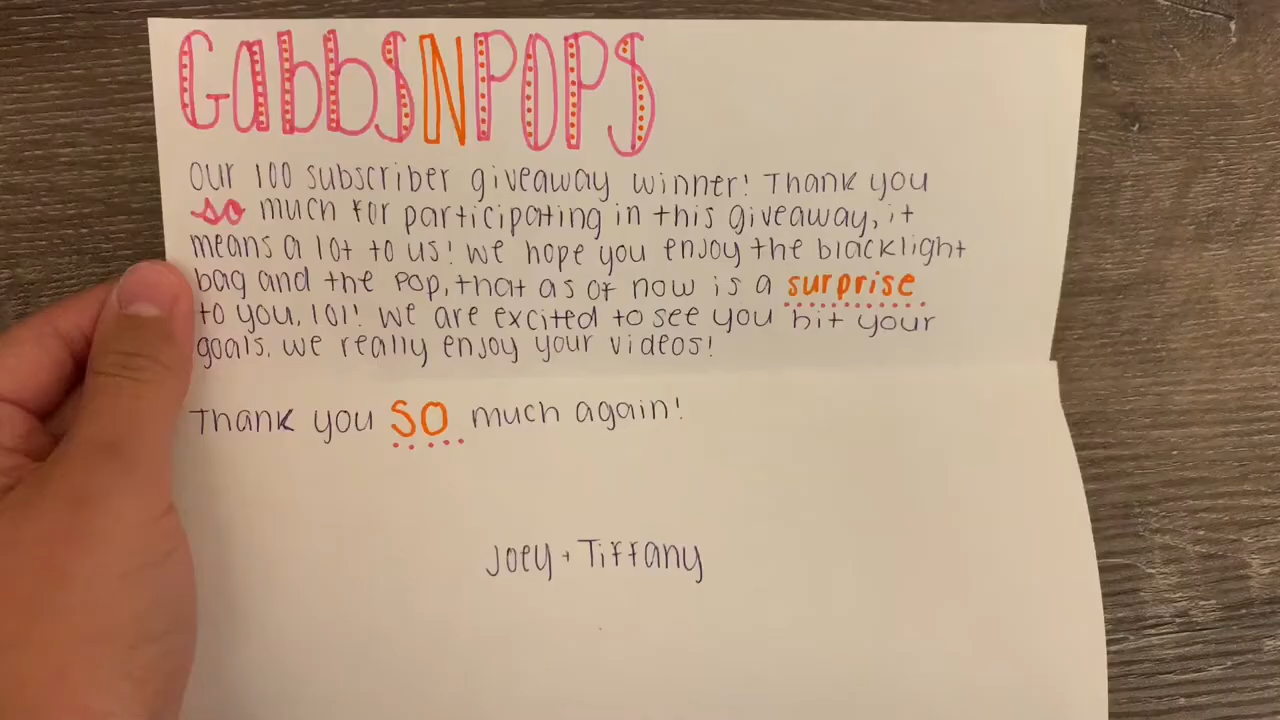 GabbsNPOPS
Our 100 subscriber giveaway winner! Thank you
so much for participating in this giveaway, it
means a lot to us! We hope you enjoy the blacklight
bag and the Pop, that as of now is a surprise
to you, lol! We are excited to see you hit your
goals. We really enjoy your videos!
Thank you SO much again!
Joey + Tiffany